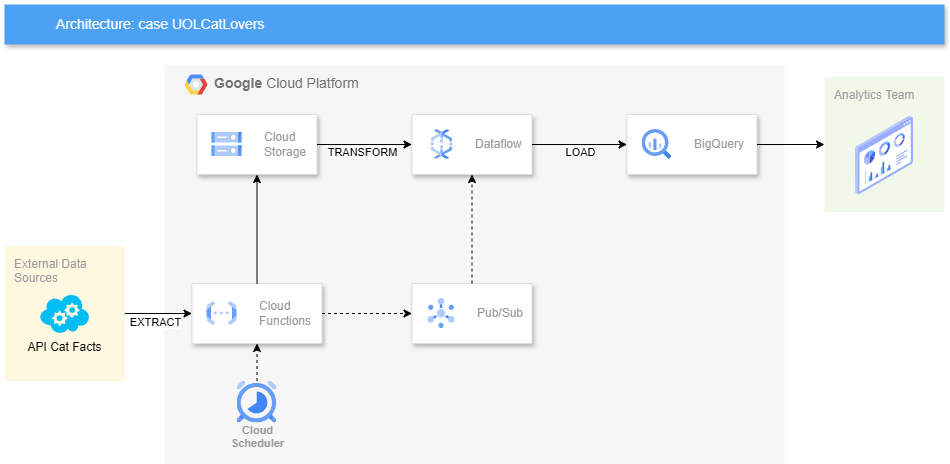 Architecture: case UOLCatLovers
Google Cloud Platform
Analytics Team
Cloud
Storage
TRANSFORM
Dataflow
LOAD
BigQuery
External Data
Sources
API Cat Facts
EXTRACT
Cloud
Functions
Pub/Sub
Cloud
Scheduler